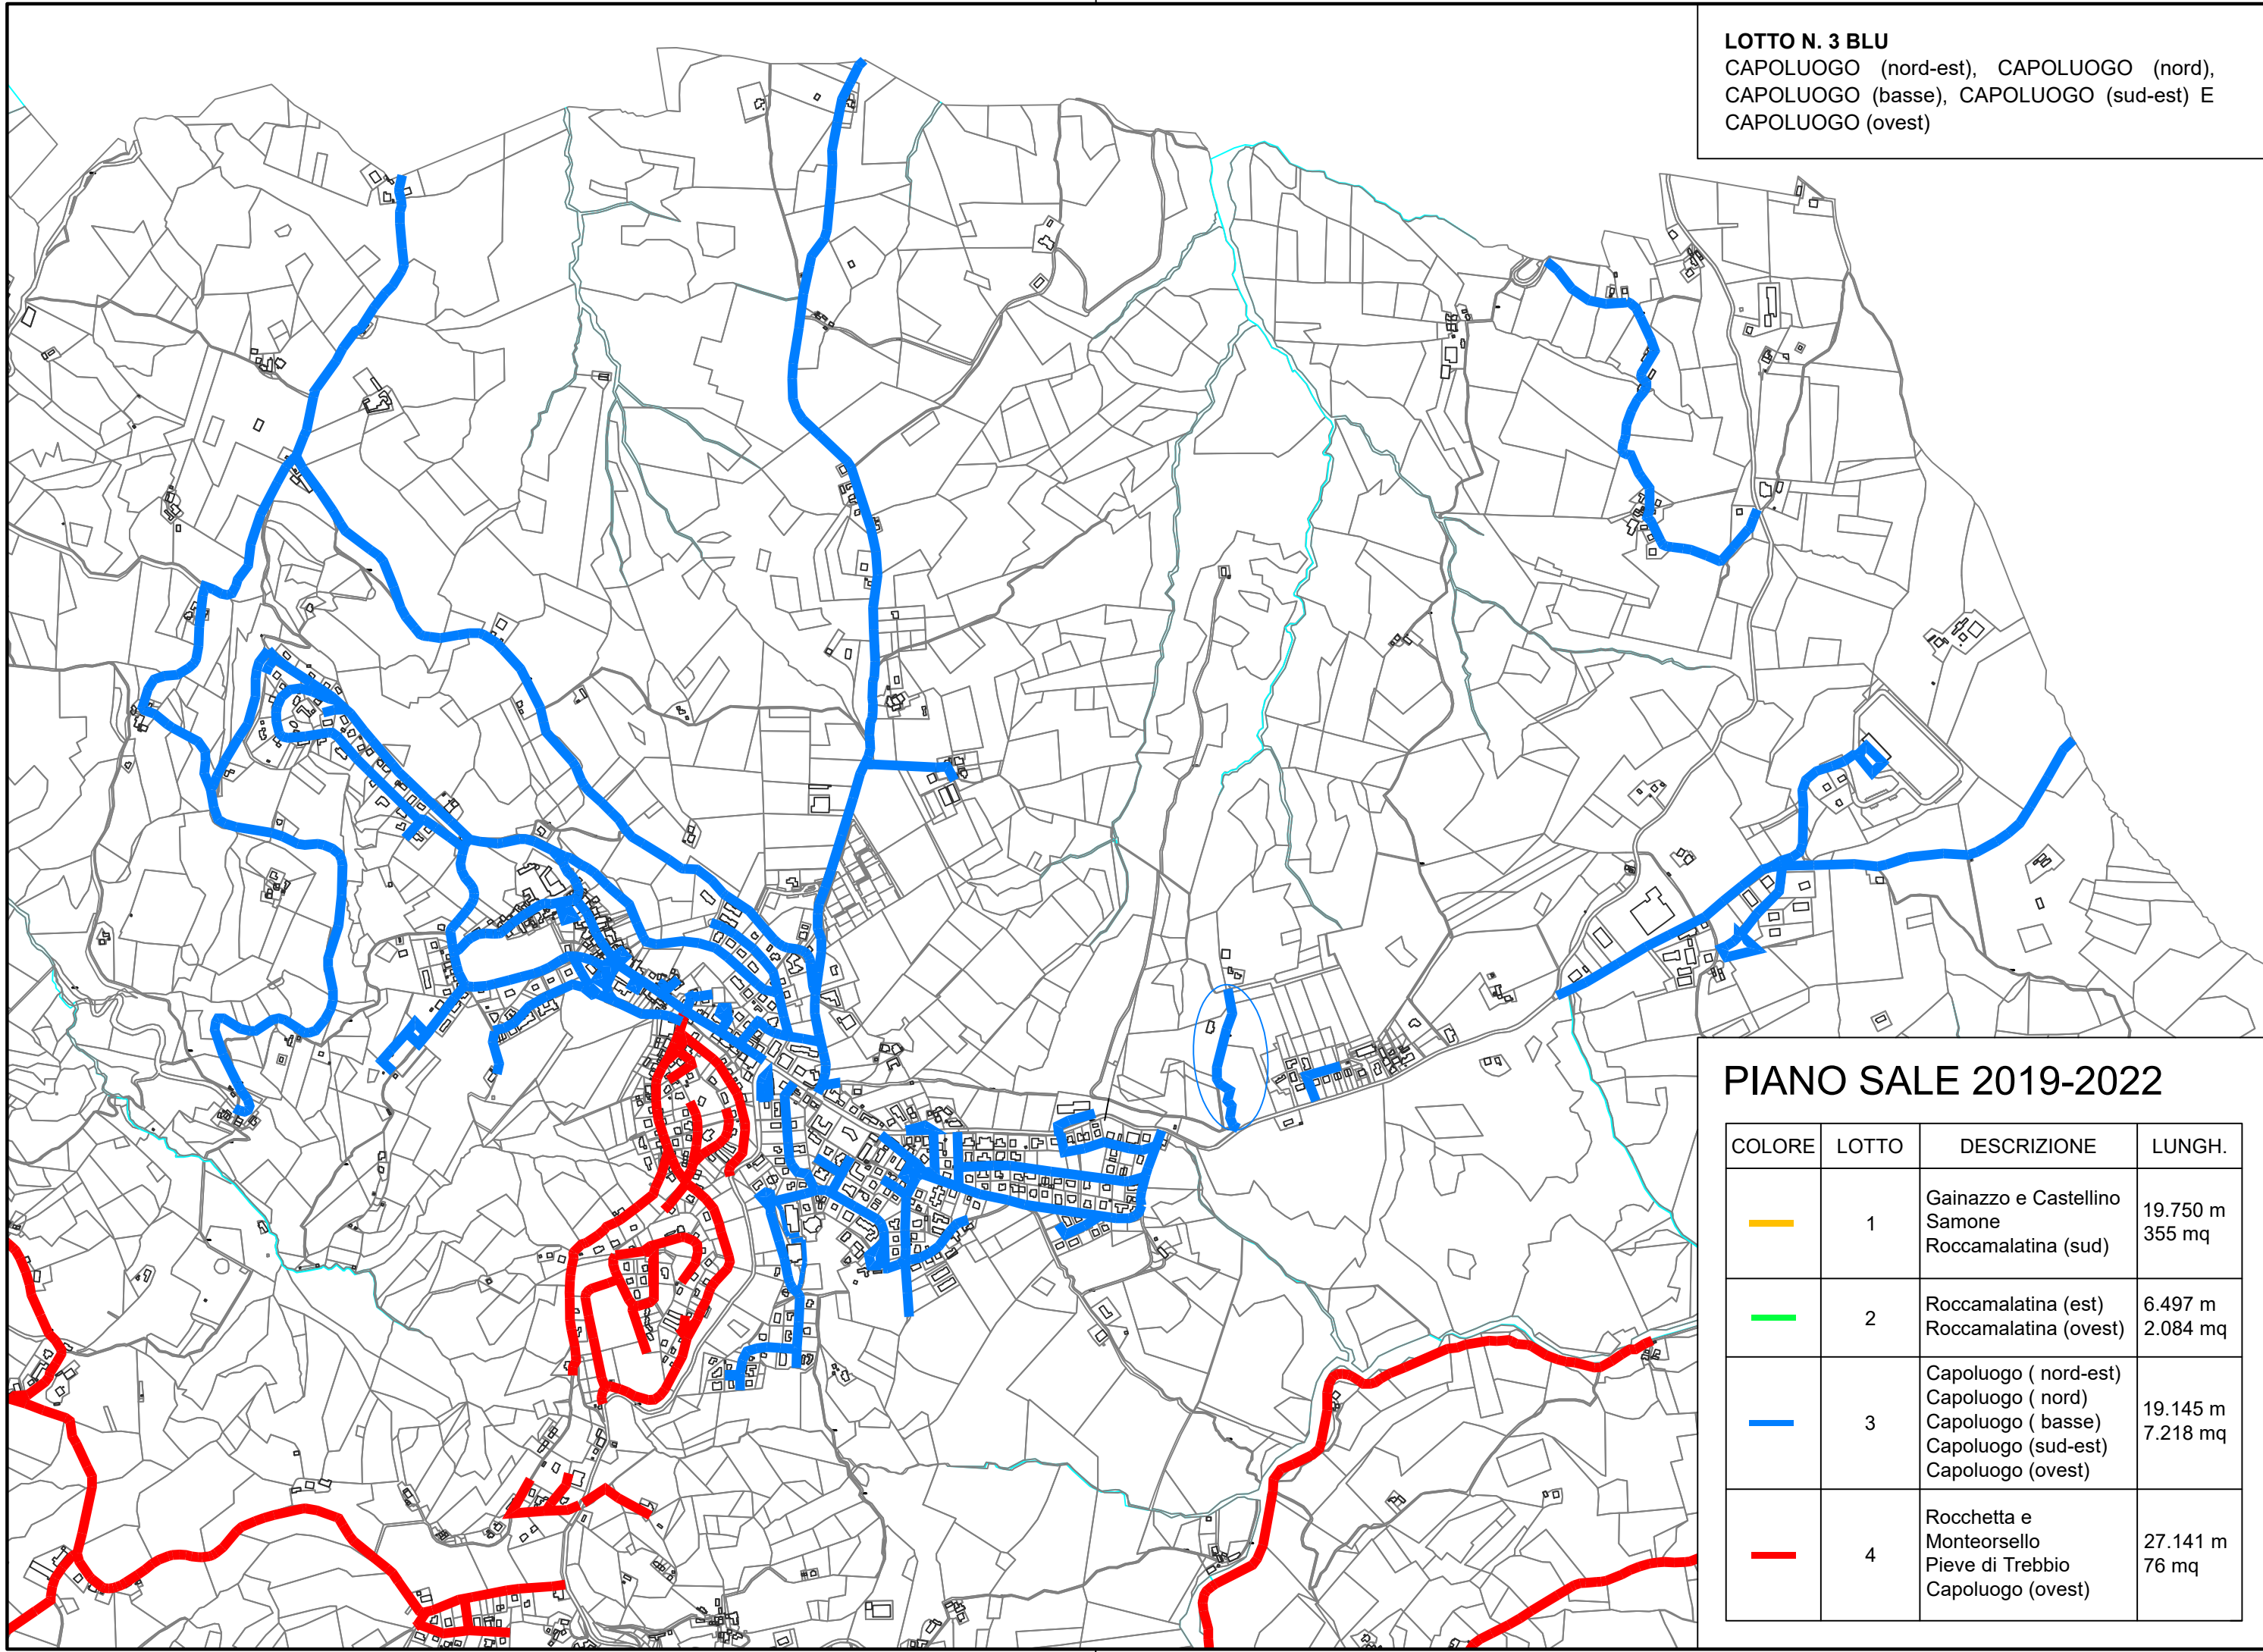 LOTTO N. 3 BLU
CAPOLUOGO (nord-est), CAPOLUOGO (nord),
CAPOLUOGO (basse), CAPOLUOGO (sud-est) E
CAPOLUOGO (ovest)
PIANO SALE 2019-2022
COLORE LOTTO DESCRIZIONE LUNGH.
1
Gainazzo e Castellino
Samone
Roccamalatina (sud)
19.750 m
355 mq
2
Roccamalatina (est)
Roccamalatina (ovest)
6.497 m
2.084 mq
3
Capoluogo ( nord-est)
Capoluogo ( nord)
Capoluogo ( basse)
Capoluogo (sud-est)
Capoluogo (ovest)
19.145 m
7.218 mq
4
Rocchetta e
Monteorsello
Pieve di Trebbio
Capoluogo (ovest)
27.141 m
76 mq